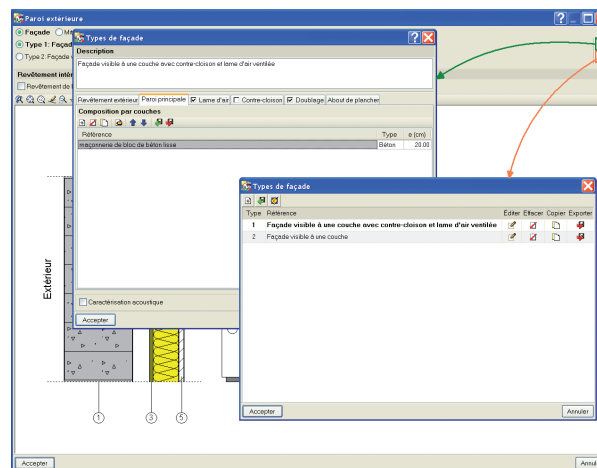 Paroi extérieure
Façade
Type 1: Façad
Type 2: Façade
Revêtement intér
Revêtement de l
Extérieur
1
3
5
Accepter
Annul
Types de façade
Description
Façade visible à une couche avec contre-cloison et lame d'air ventilée
Revêtement extérieur Paroi principale Lame d'air Contre-cloison Doublage About de plancher
Composition par couches
Référence Type e (cm)
maçonnerie de bloc de béton lisse Béton 20.00
Caractérisation acoustique
Accepter
Types de façade
Type Référence Éditer Effacer Copier Exporter
1 Façade visible à une couche avec contre-cloison et lame d'air ventilée
2 Façade visible à une couche
Accepter Annuler